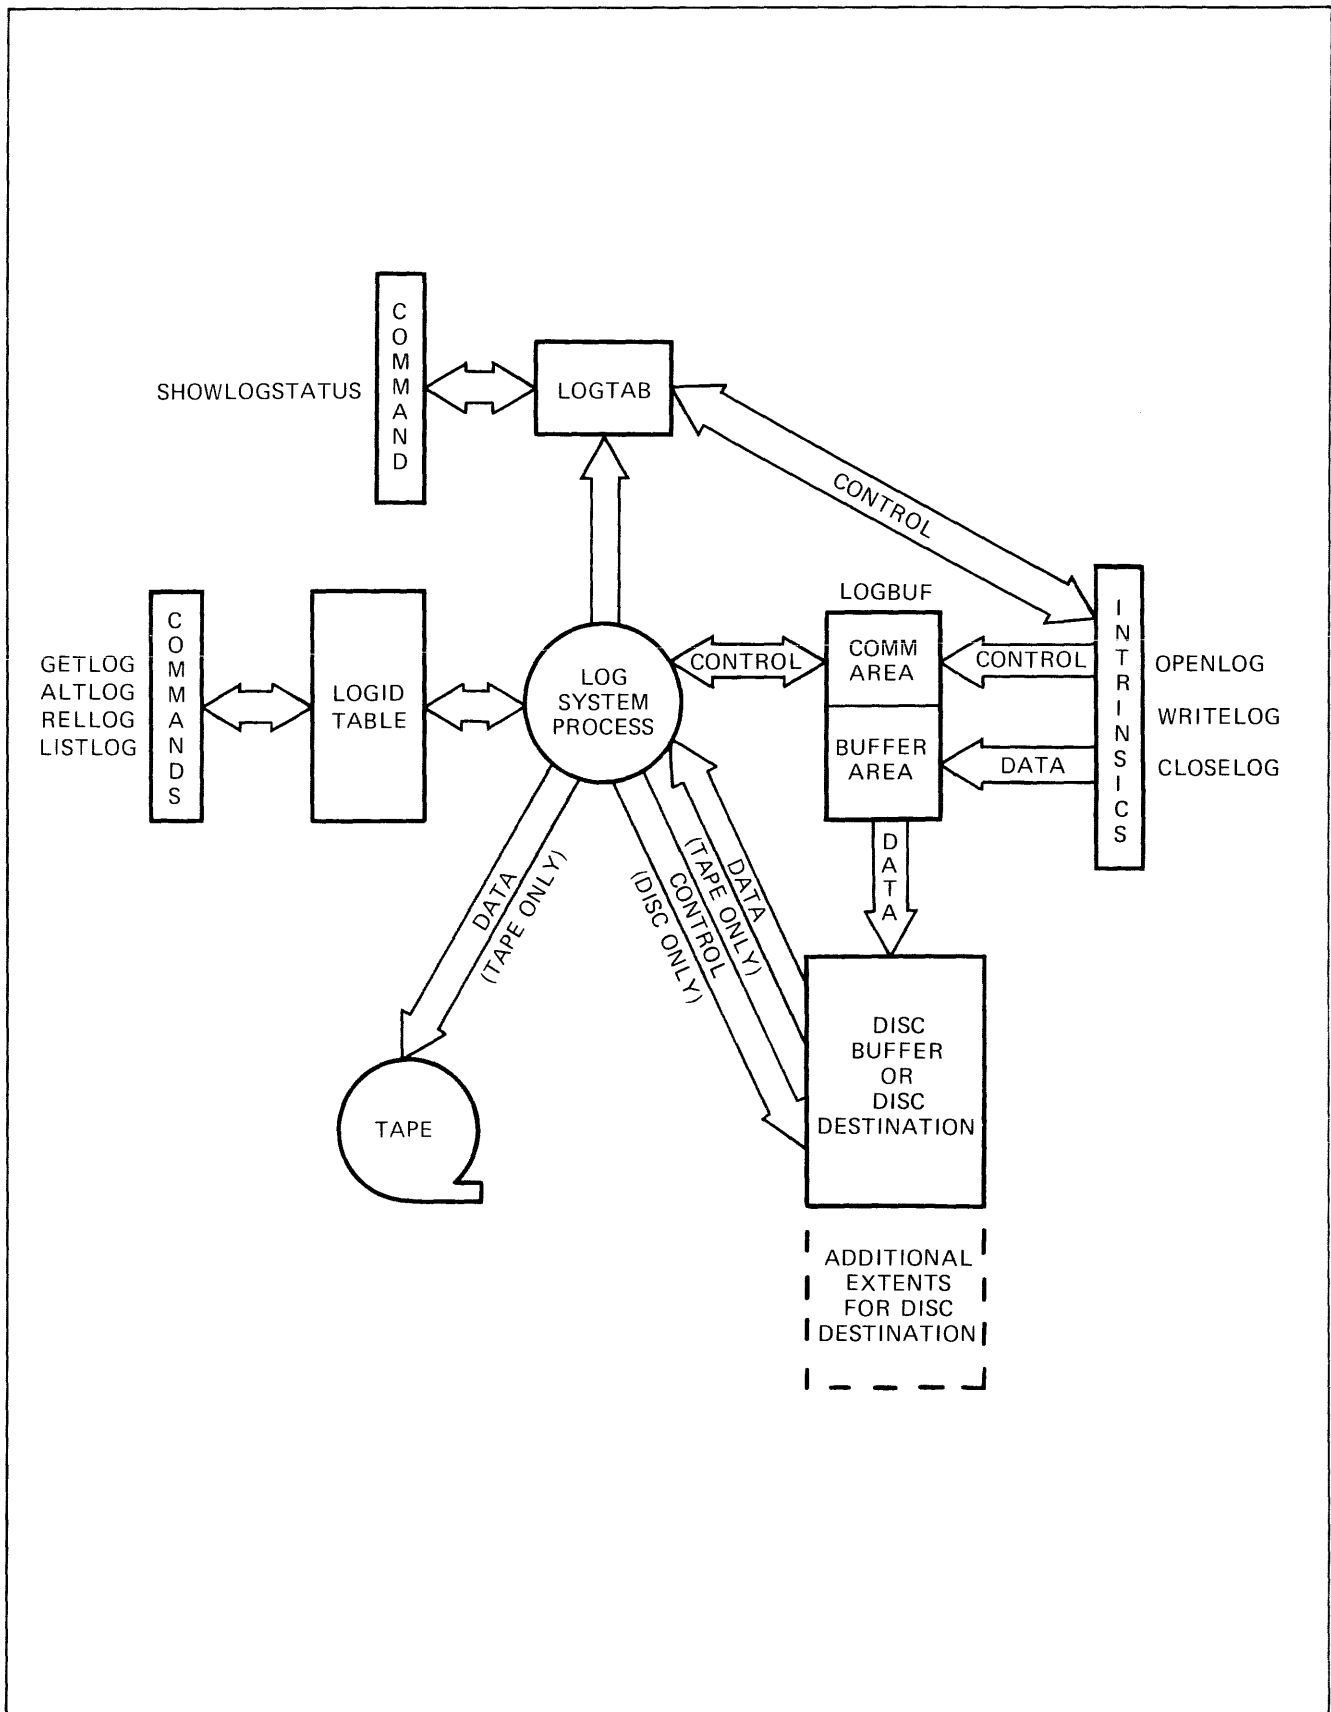 COMMAND
SHOWLOGSTATUS
LOGTAB
CONTROL
COMMANDS
GETLOG
ALTLOG
RELLOG
LISTLOG
LOGID
TABLE
LOG
SYSTEM
PROCESS
CONTROL
LOGBUF
COMM
AREA
BUFFER
AREA
CONTROL
DATA
INTRINSICS
OPENLOG
WRITELOG
CLOSELOG
DATA
DATA
(TAPE ONLY)
CONTROL
(DISC ONLY)
DATA
(TAPE ONLY)
TAPE
DISC
BUFFER
OR
DISC
DESTINATION
ADDITIONAL
EXTENTS
FOR DISC
DESTINATION